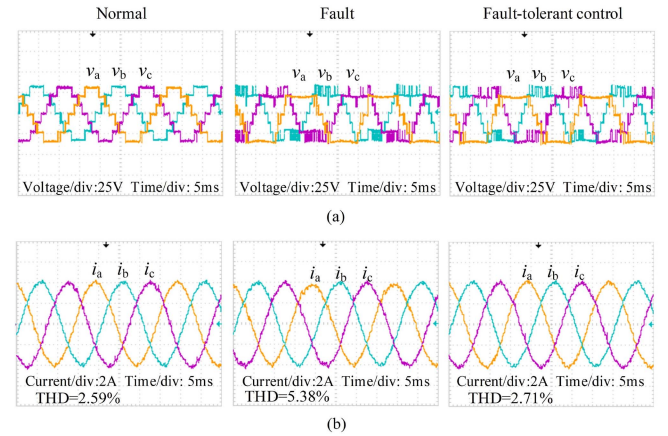 Normal
Fault
Fault-tolerant control
va vb vc
va vb vc
va vb vc
Voltage/div:25V Time/div: 5ms
Voltage/div:25V Time/div: 5ms
Voltage/div:25V Time/div: 5ms
(a)
ia ib ic
ia ib ic
ia ib ic
Current/div:2A Time/div: 5ms
THD=2.59%
Current/div:2A Time/div: 5ms
THD=5.38%
Current/div:2A Time/div: 5ms
THD=2.71%
(b)